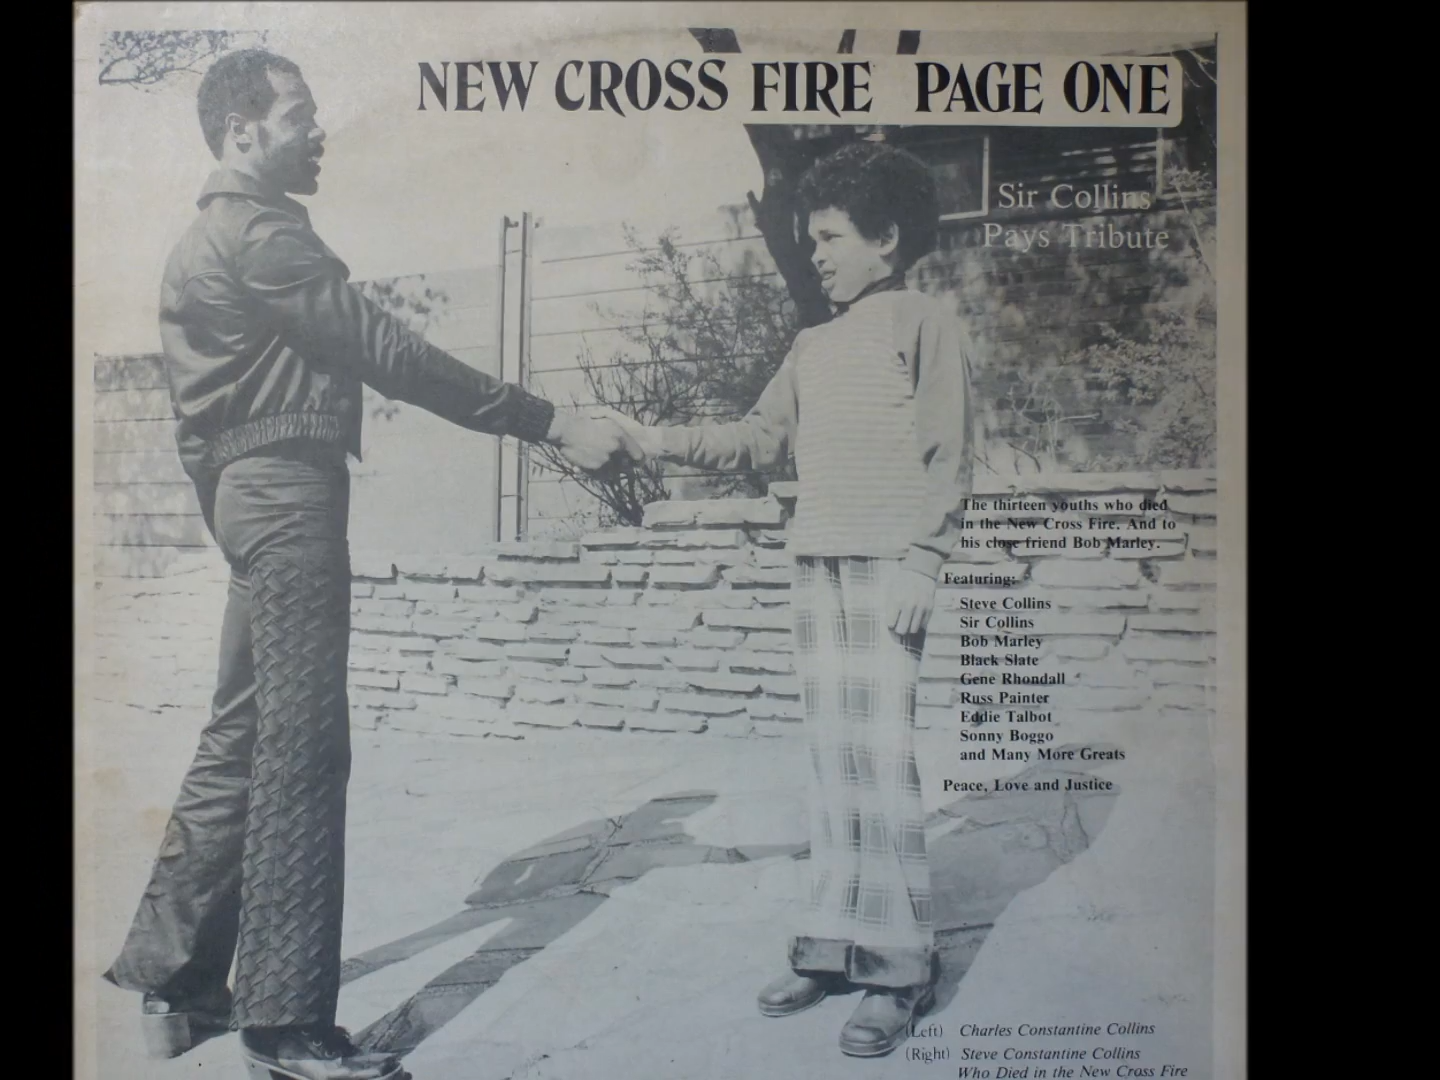 NEW CROSS FIRE PAGE ONE
Sir Collins
Pays Tribute
The thirteen youths who died
in the New Cross Fire. And to
his close friend Bob Marley.
Featuring:
Steve Collins
Sir Collins
Bob Marley
Black Slate
Gene Rhondall
Russ Painter
Eddie Talbot
Sonny Boggo
and Many More Greats
Peace, Love and Justice
(Left) Charles Constantine Collins
(Right) Steve Constantine Collins
Who Died in the New Cross Fire